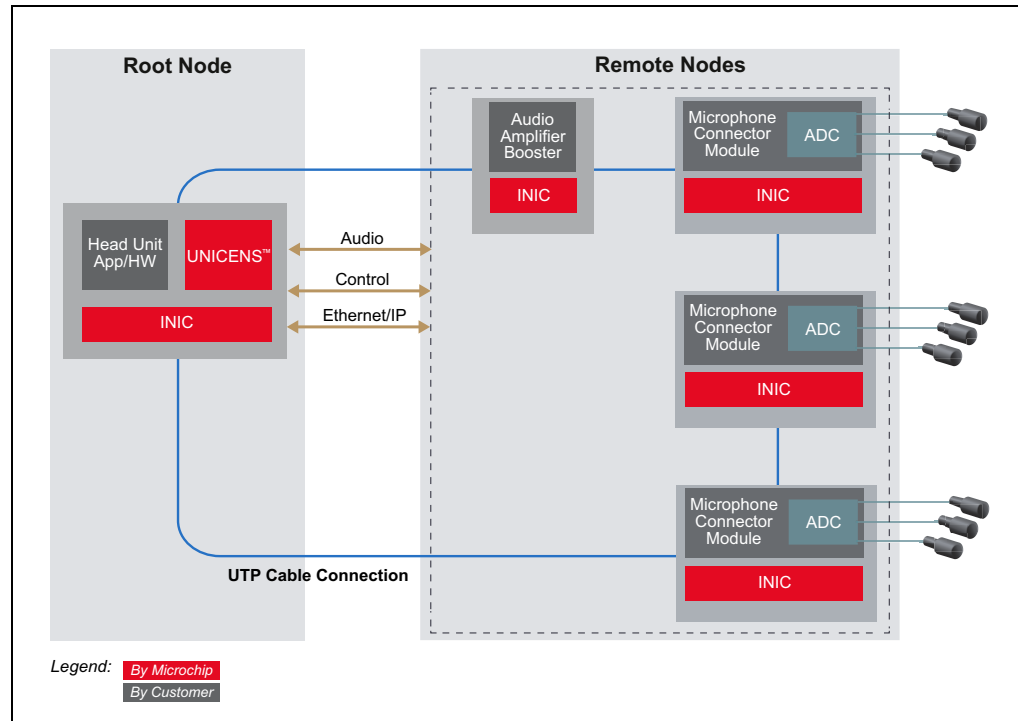 Root Node
Remote Nodes
Audio
Amplifier
Booster
INIC
Microphone
Connector
Module
ADC
INIC
Head Unit
App/HW
UNICENS™
INIC
Audio
Control
Ethernet/IP
Microphone
Connector
Module
ADC
INIC
Microphone
Connector
Module
ADC
INIC
UTP Cable Connection
Legend:
By Microchip
By Customer